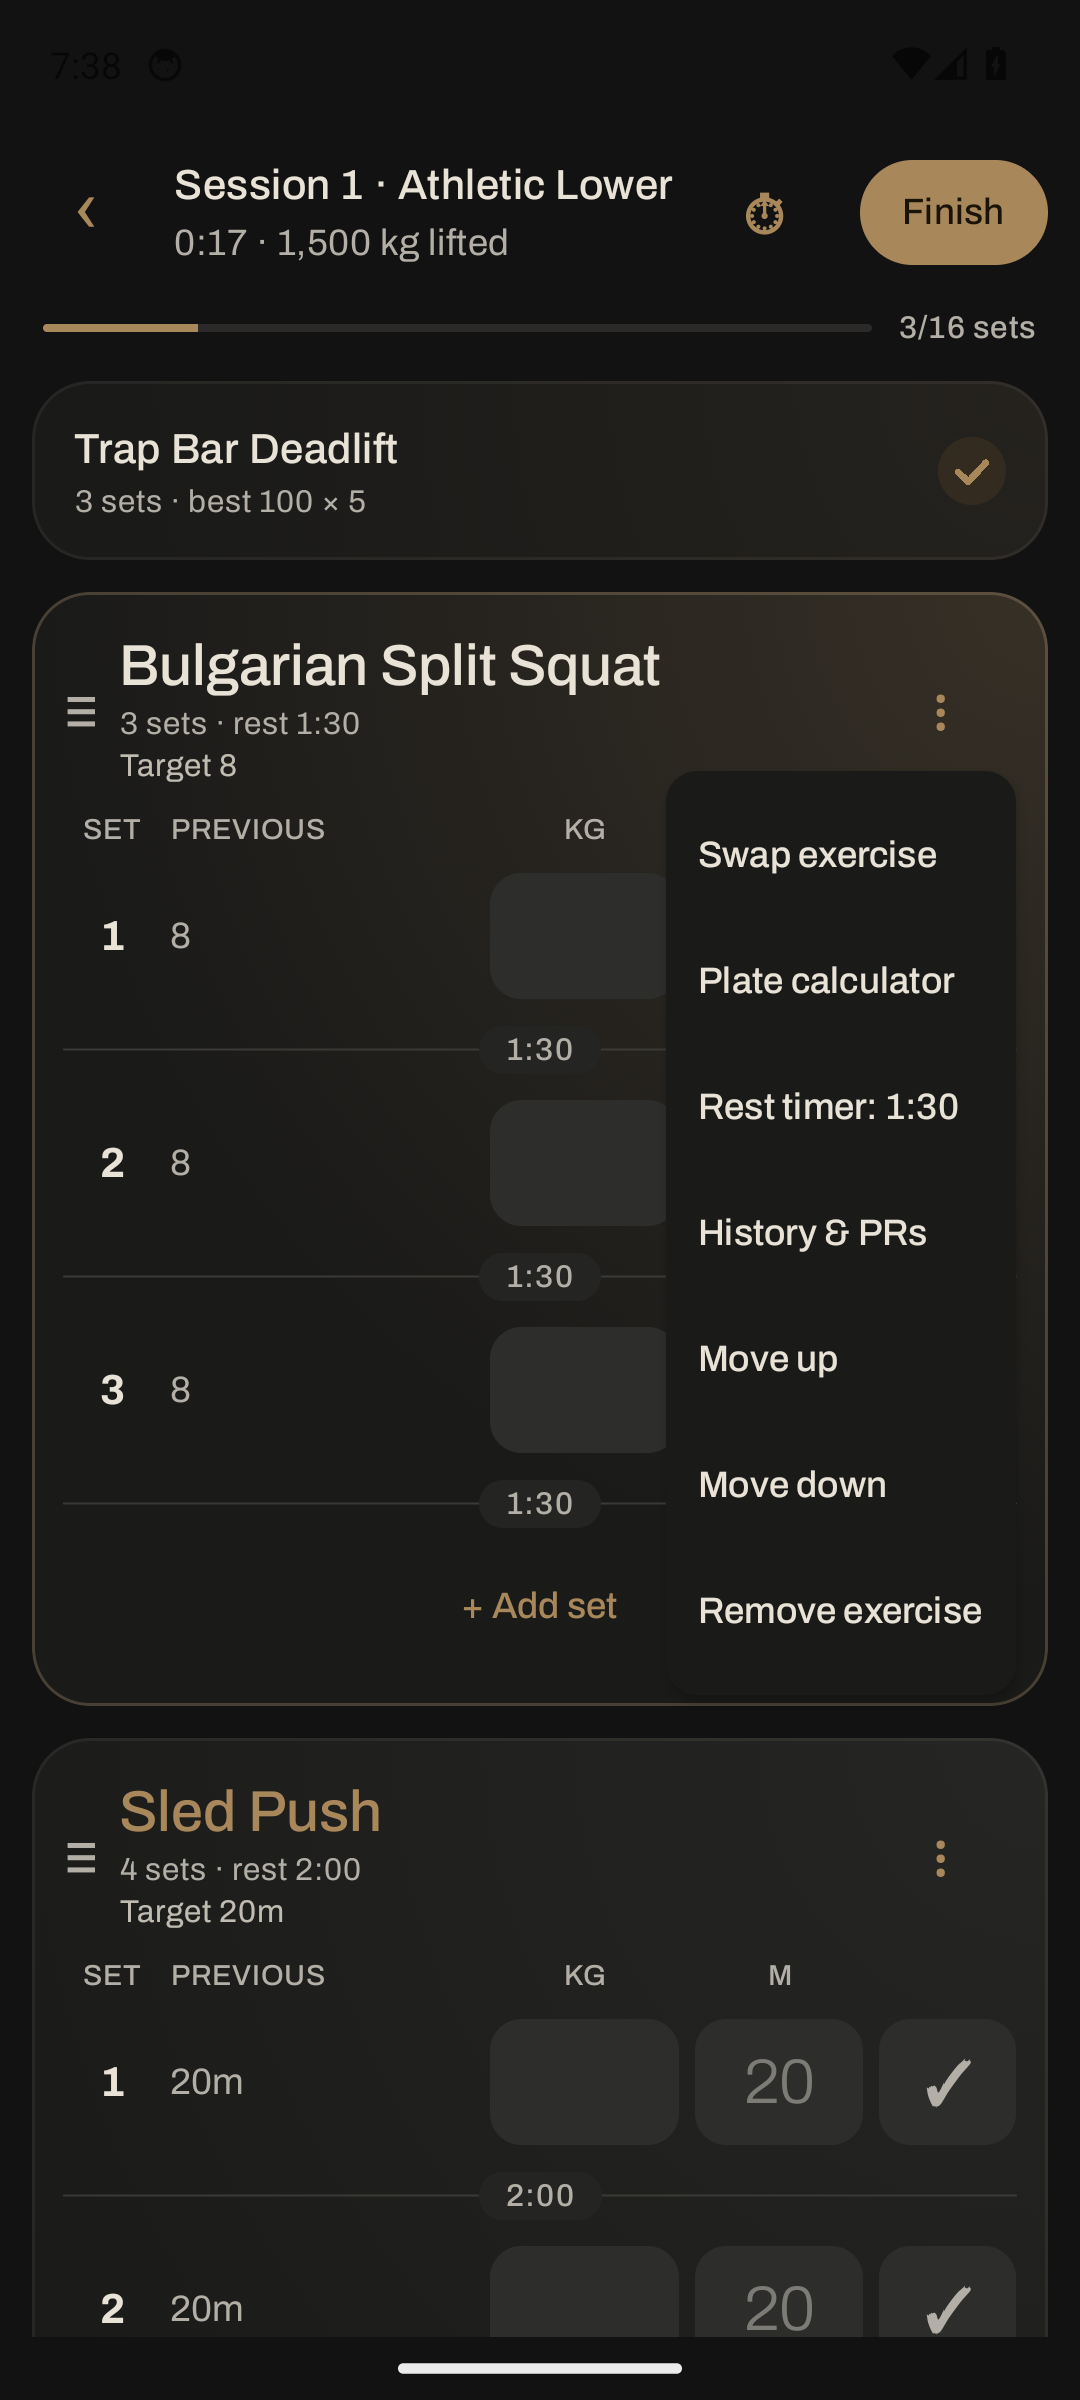 7:38
Session 1 · Athletic Lower
0:17 · 1,500 kg lifted
Finish
3/16 sets
Trap Bar Deadlift
3 sets · best 100 × 5
Bulgarian Split Squat
3 sets · rest 1:30
Target 8
SET PREVIOUS KG
1 8
1:30
2 8
1:30
3 8
1:30
+ Add set
Swap exercise
Plate calculator
Rest timer: 1:30
History & PRs
Move up
Move down
Remove exercise
Sled Push
4 sets · rest 2:00
Target 20m
SET PREVIOUS KG M
1 20m 20 ✓
2:00
2 20m 20 ✓